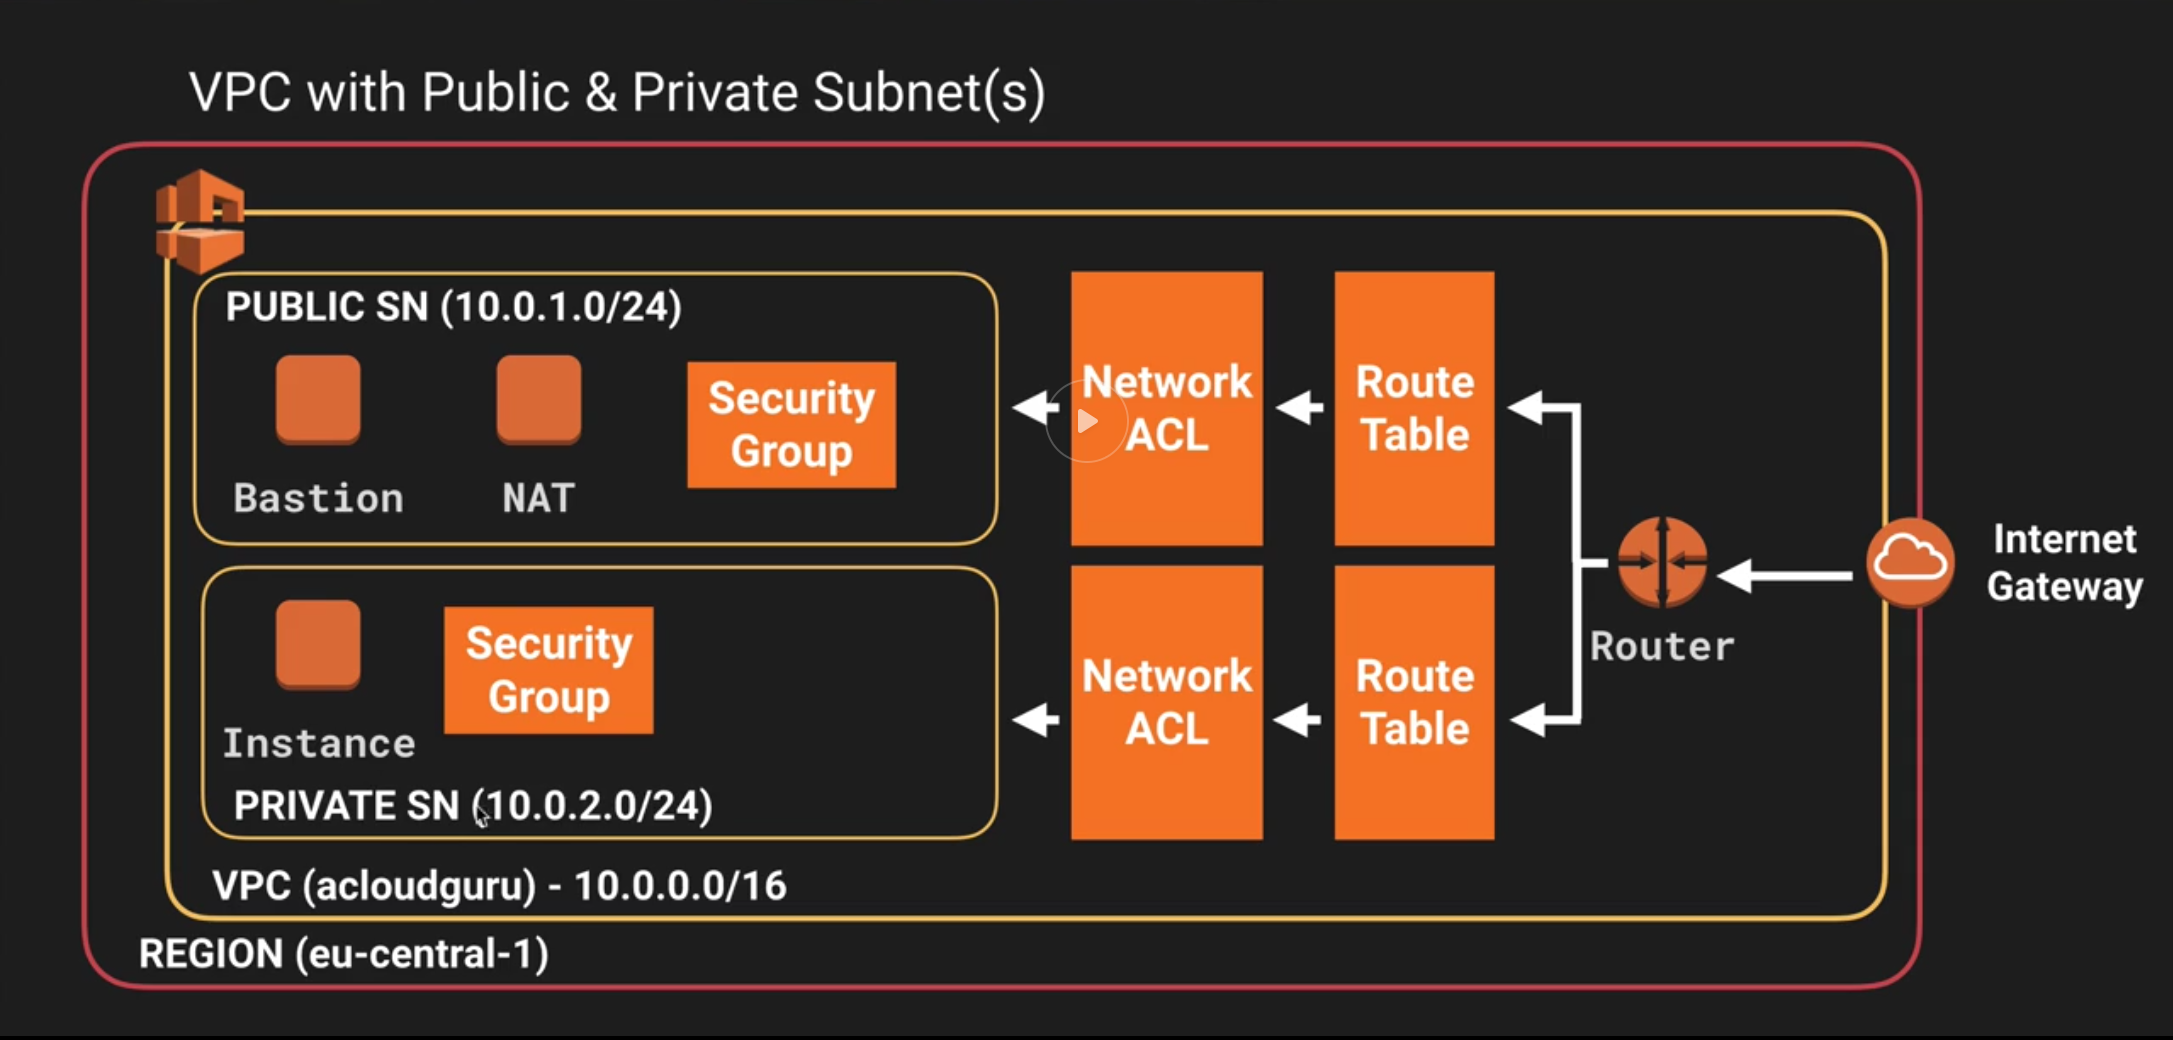 VPC with Public & Private Subnet(s)
PUBLIC SN (10.0.1.0/24)
Bastion
NAT
Security
Group
Network
ACL
Route
Table
Instance
Security
Group
PRIVATE SN (10.0.2.0/24)
Network
ACL
Route
Table
Router
Internet
Gateway
VPC (acloudguru) - 10.0.0.0/16
REGION (eu-central-1)